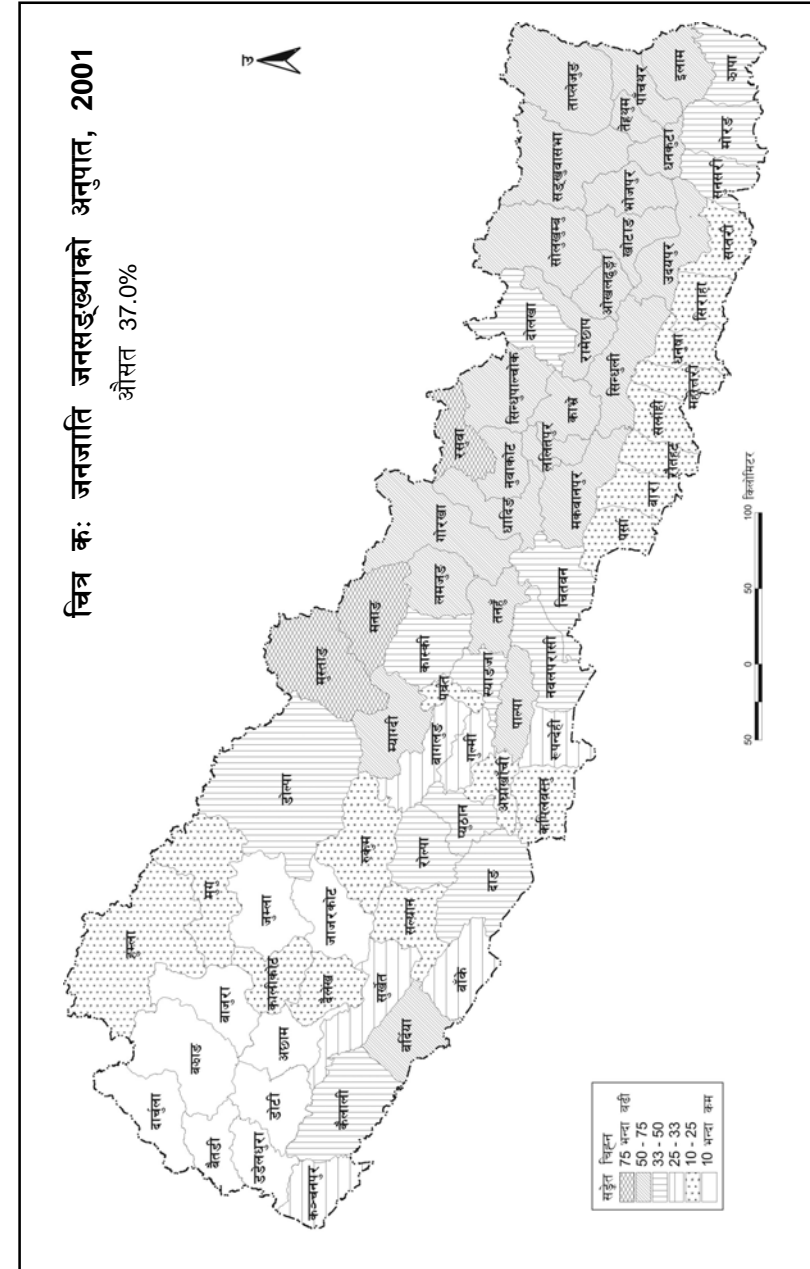 चित्र कः जनजाति जनसङ्ख्याको अनुपात, 2001
औसत 37.0%
उ
दार्चुला
बैतडी
डडेलधुरा
कञ्चनपुर
बझाङ
डोटी
कैलाली
बाजुरा
अछाम
हुम्ला
मुगु
जुम्ला
कालीकोट
दैलेख
जाजरकोट
सुर्खेत
बर्दिया
बाँके
डोल्पा
रुकुम
सल्यान
रोल्पा
प्युठान
दाङ
मुस्ताङ
म्याग्दी
बागलुङ
पर्वत
गुल्मी
अर्घाखाँची
कपिलवस्तु
मनाङ
कास्की
स्याङजा
पाल्पा
रूपन्देही
नवलपरासी
गोरखा
लमजुङ
तनहुँ
चितवन
रसुवा
नुवाकोट
धादिङ
मकवानपुर
सिन्धुपाल्चोक
काभ्रे
ललितपुर
पर्सा
बारा
रौतहट
सर्लाही
दोलखा
रामेछाप
सिन्धुली
महोत्तरी
धनुषा
सिराहा
सप्तरी
सोलुखुम्बु
ओखलढुङ्गा
खोटाङ
उदयपुर
सङ्खुवासभा
भोजपुर
धनकुटा
सुनसरी
मोरङ
ताप्लेजुङ
तेह्रथुम
पाँचथर
इलाम
झापा
सङ्केत चिह्न
75 भन्दा बढी
50 - 75
33 - 50
25 - 33
10 - 25
10 भन्दा कम
50 0 50 100 किलोमिटर